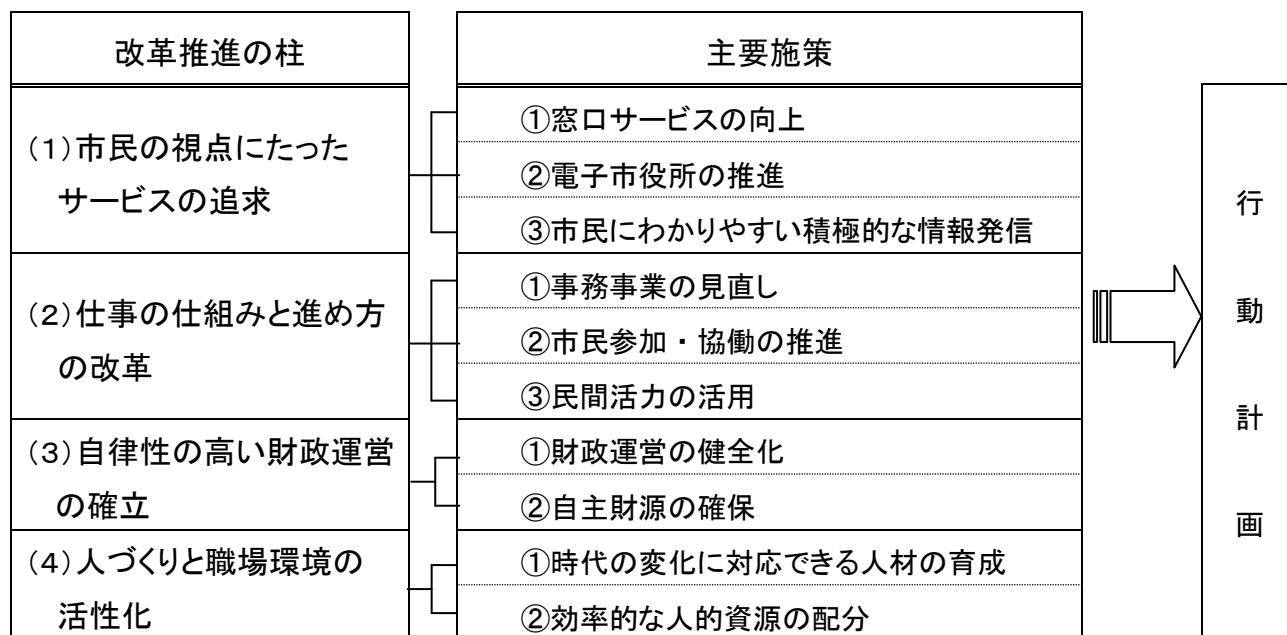 改革推進の柱
主要施策
(1)市民の視点にたった
サービスの追求
①窓口サービスの向上
②電子市役所の推進
③市民にわかりやすい積極的な情報発信
(2)仕事の仕組みと進め方
の改革
①事務事業の見直し
②市民参加・協働の推進
③民間活力の活用
(3)自律性の高い財政運営
の確立
①財政運営の健全化
②自主財源の確保
(4)人づくりと職場環境の
活性化
①時代の変化に対応できる人材の育成
②効率的な人的資源の配分
行動計画